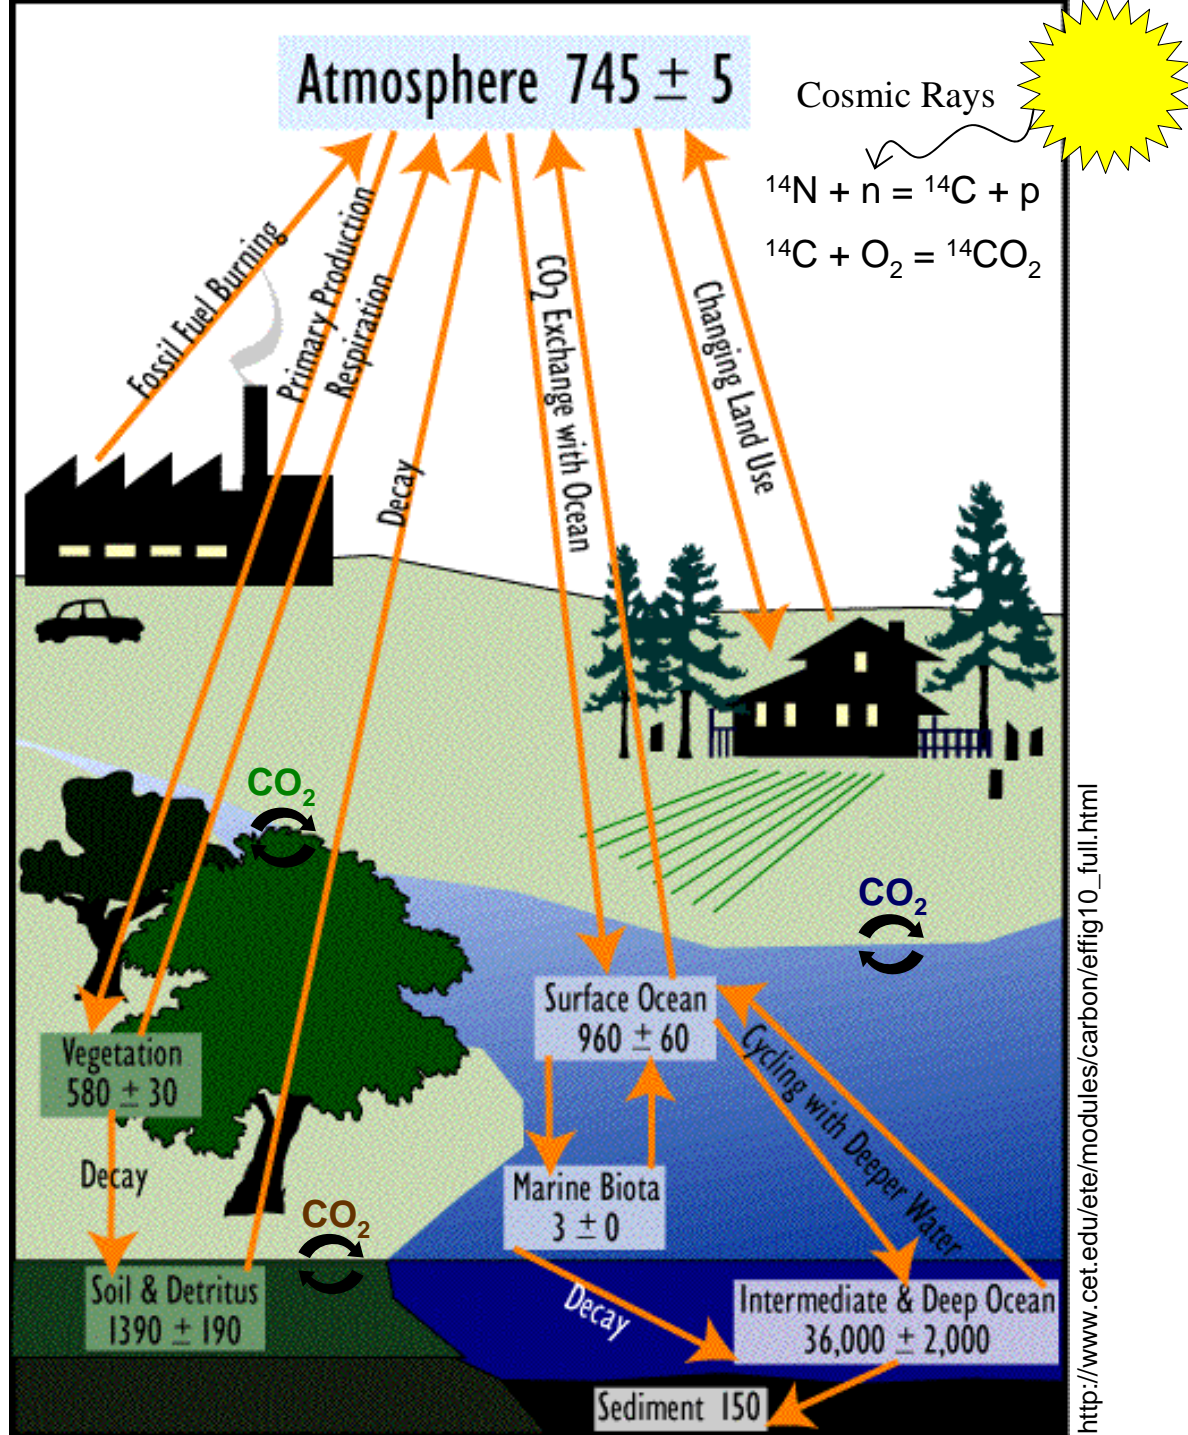 Atmosphere 745 ± 5
Cosmic Rays
¹⁴N + n = ¹⁴C + p
¹⁴C + O₂ = ¹⁴CO₂
Fossil Fuel Burning
Primary Production
Respiration
Decay
CO₂ Exchange with Ocean
Changing Land Use
CO₂
CO₂
Surface Ocean
960 ± 60
Cycling with Deeper Water
Vegetation
580 ± 30
Decay
Marine Biota
3 ± 0
CO₂
Soil & Detritus
1390 ± 190
Decay
Intermediate & Deep Ocean
36,000 ± 2,000
Sediment 150
http://www.cet.edu/ete/modules/carbon/effig10_full.html